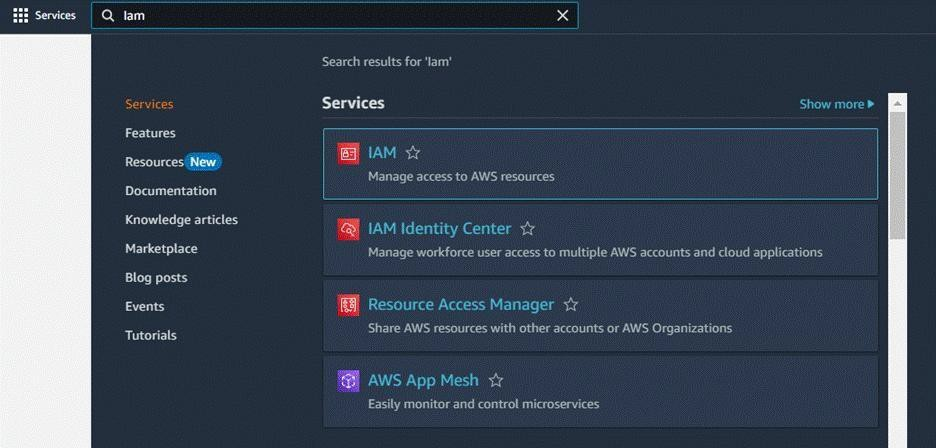 Services
Iam
Search results for 'Iam'
Services
Features
Resources New
Documentation
Knowledge articles
Marketplace
Blog posts
Events
Tutorials
Services
Show more
IAM
Manage access to AWS resources
IAM Identity Center
Manage workforce user access to multiple AWS accounts and cloud applications
Resource Access Manager
Share AWS resources with other accounts or AWS Organizations
AWS App Mesh
Easily monitor and control microservices